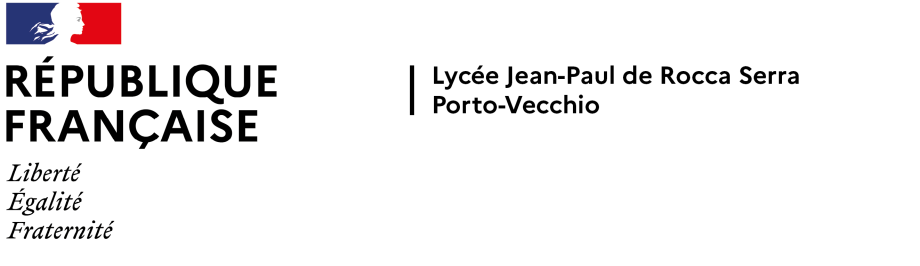 RÉPUBLIQUE
FRANÇAISE
Liberté
Égalité
Fraternité
Lycée Jean-Paul de Rocca Serra
Porto-Vecchio